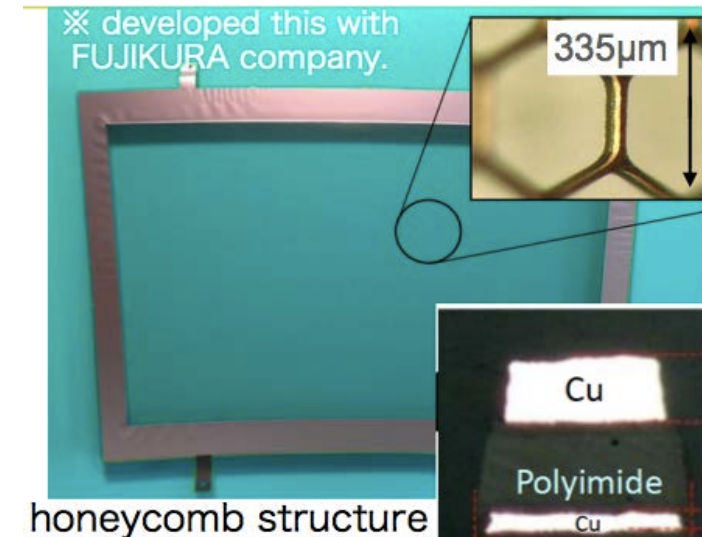 ※ developed this with
FUJIKURA company.
335μm
Cu
Polyimide
Cu
honeycomb structure